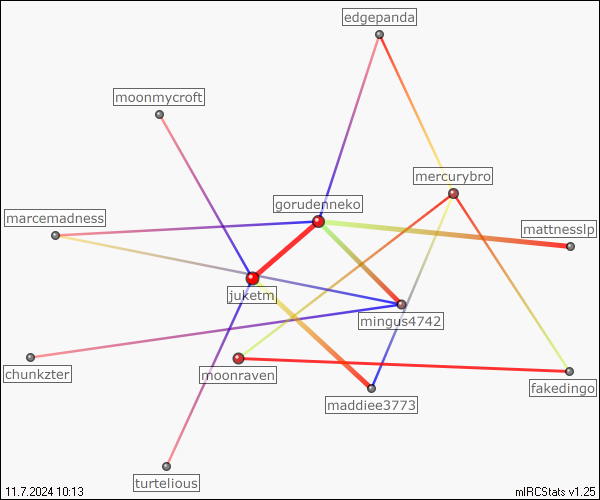 edgepanda
moonmycroft
mercurybro
gorudenneko
marcemadness
mattnesslp
juketm
mingus4742
chunkzter
moonraven
fakedingo
maddiee3773
turtelious
11.7.2024 10:13
mIRCStats v1.25